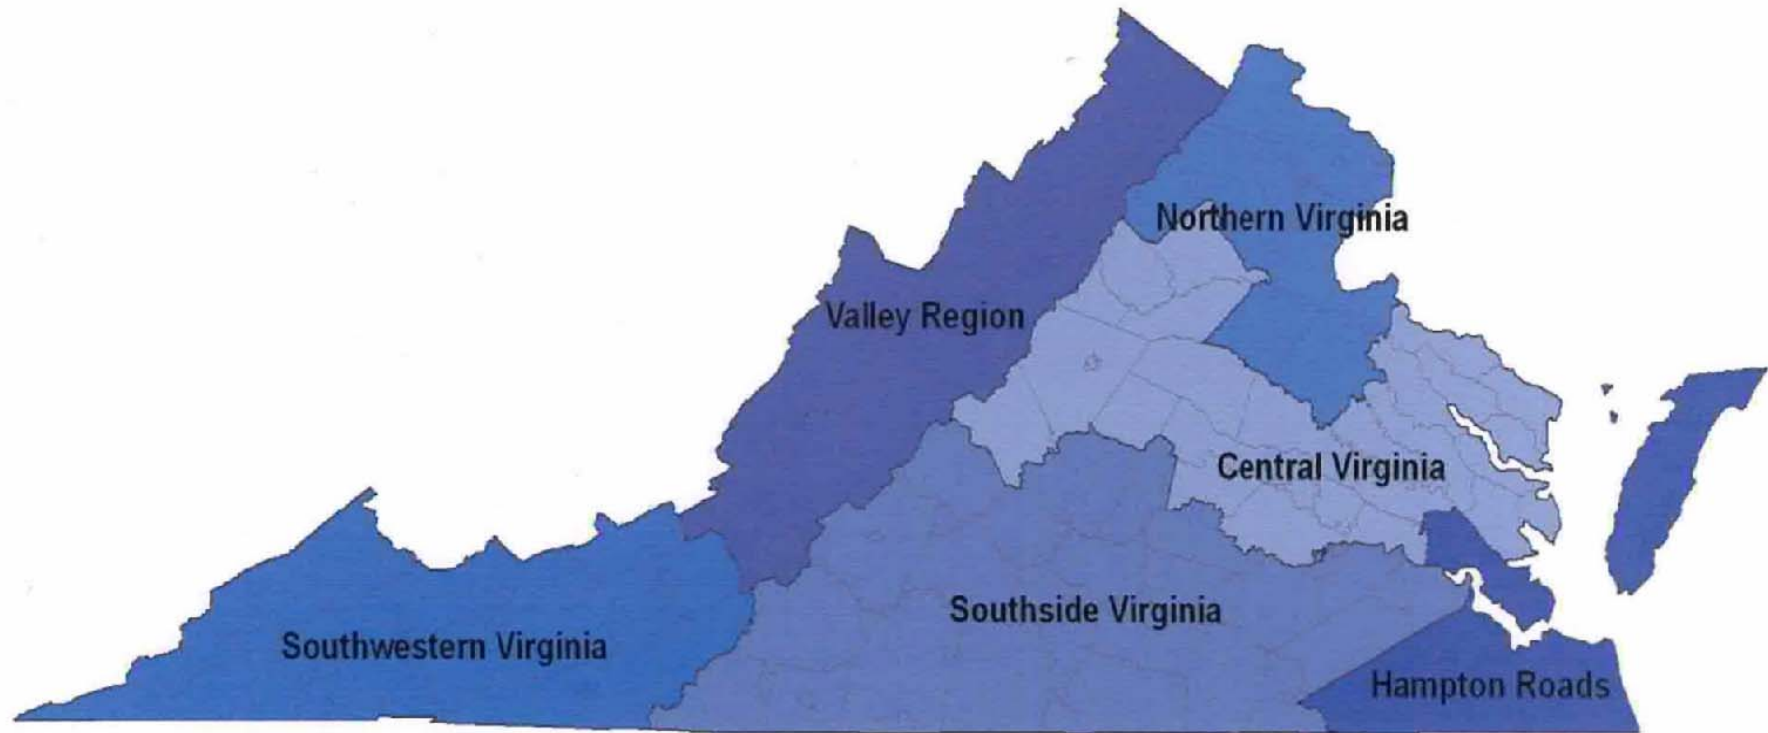 Northern Virginia
Valley Region
Central Virginia
Southside Virginia
Southwestern Virginia
Hampton Roads